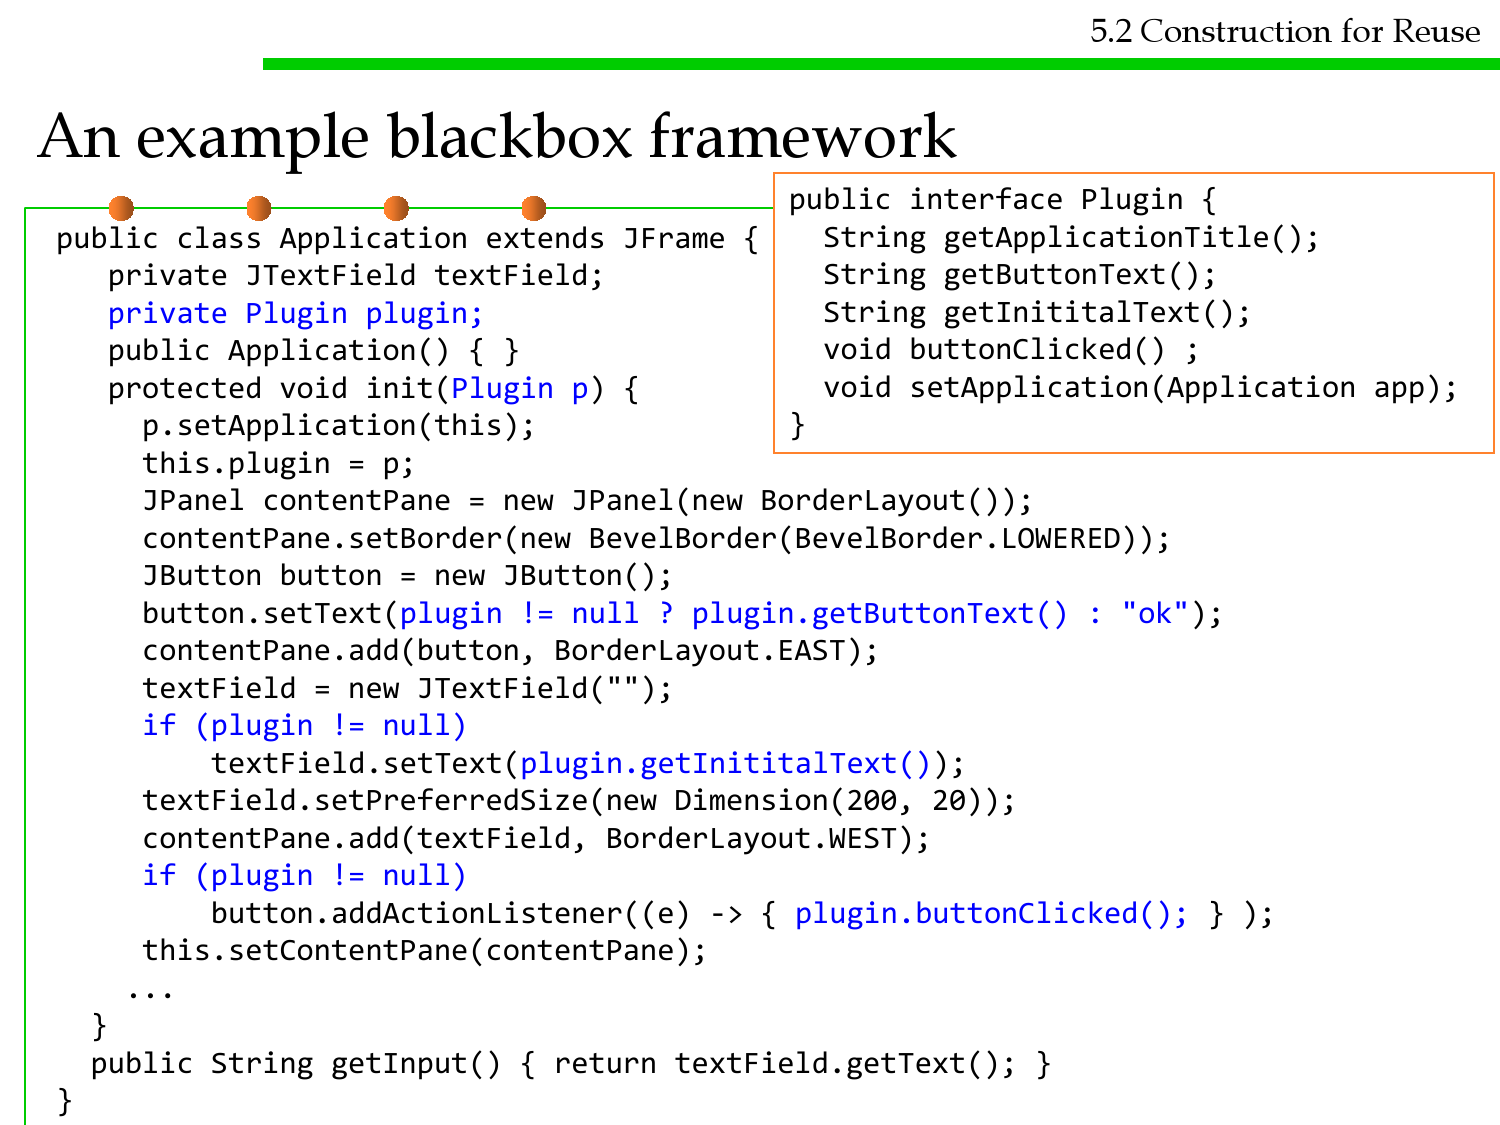 5.2 Construction for Reuse
An example blackbox framework
public class Application extends JFrame {
private JTextField textField;
private Plugin plugin;
public Application() { }
protected void init(Plugin p) {
p.setApplication(this);
this.plugin = p;
JPanel contentPane = new JPanel(new BorderLayout());
contentPane.setBorder(new BevelBorder(BevelBorder.LOWERED));
JButton button = new JButton();
button.setText(plugin != null ? plugin.getButtonText() : "ok");
contentPane.add(button, BorderLayout.EAST);
textField = new JTextField("");
if (plugin != null)
textField.setText(plugin.getInititalText());
textField.setPreferredSize(new Dimension(200, 20));
contentPane.add(textField, BorderLayout.WEST);
if (plugin != null)
button.addActionListener((e) -> { plugin.buttonClicked(); } );
this.setContentPane(contentPane);
...
}
public String getInput() { return textField.getText(); }
}
public interface Plugin {
String getApplicationTitle();
String getButtonText();
String getInititalText();
void buttonClicked() ;
void setApplication(Application app);
}